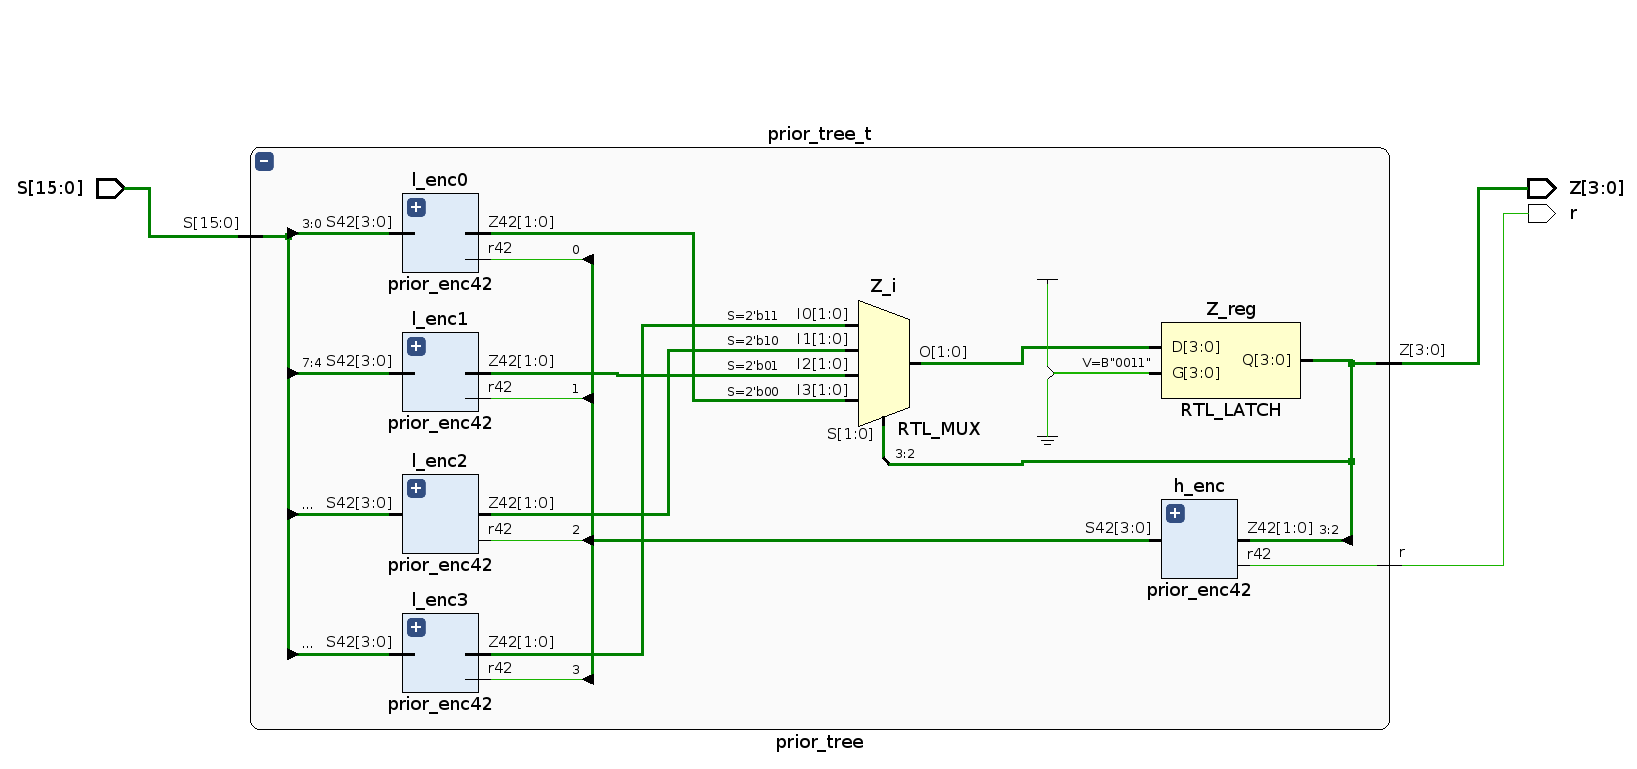 prior_tree_t
S[15:0]
S[15:0]
l_enc0
3:0 S42[3:0]
Z42[1:0]
r42
0
prior_enc42
l_enc1
7:4 S42[3:0]
Z42[1:0]
r42
1
prior_enc42
l_enc2
... S42[3:0]
Z42[1:0]
r42
2
prior_enc42
l_enc3
... S42[3:0]
Z42[1:0]
r42
3
prior_enc42
Z_i
S=2'b11 I0[1:0]
S=2'b10 I1[1:0]
S=2'b01 I2[1:0]
S=2'b00 I3[1:0]
O[1:0]
S[1:0]
RTL_MUX
3:2
Z_reg
V=B"0011"
D[3:0]
G[3:0]
Q[3:0]
RTL_LATCH
h_enc
S42[3:0]
Z42[1:0] 3:2
r42
prior_enc42
Z[3:0]
r
Z[3:0]
r
prior_tree